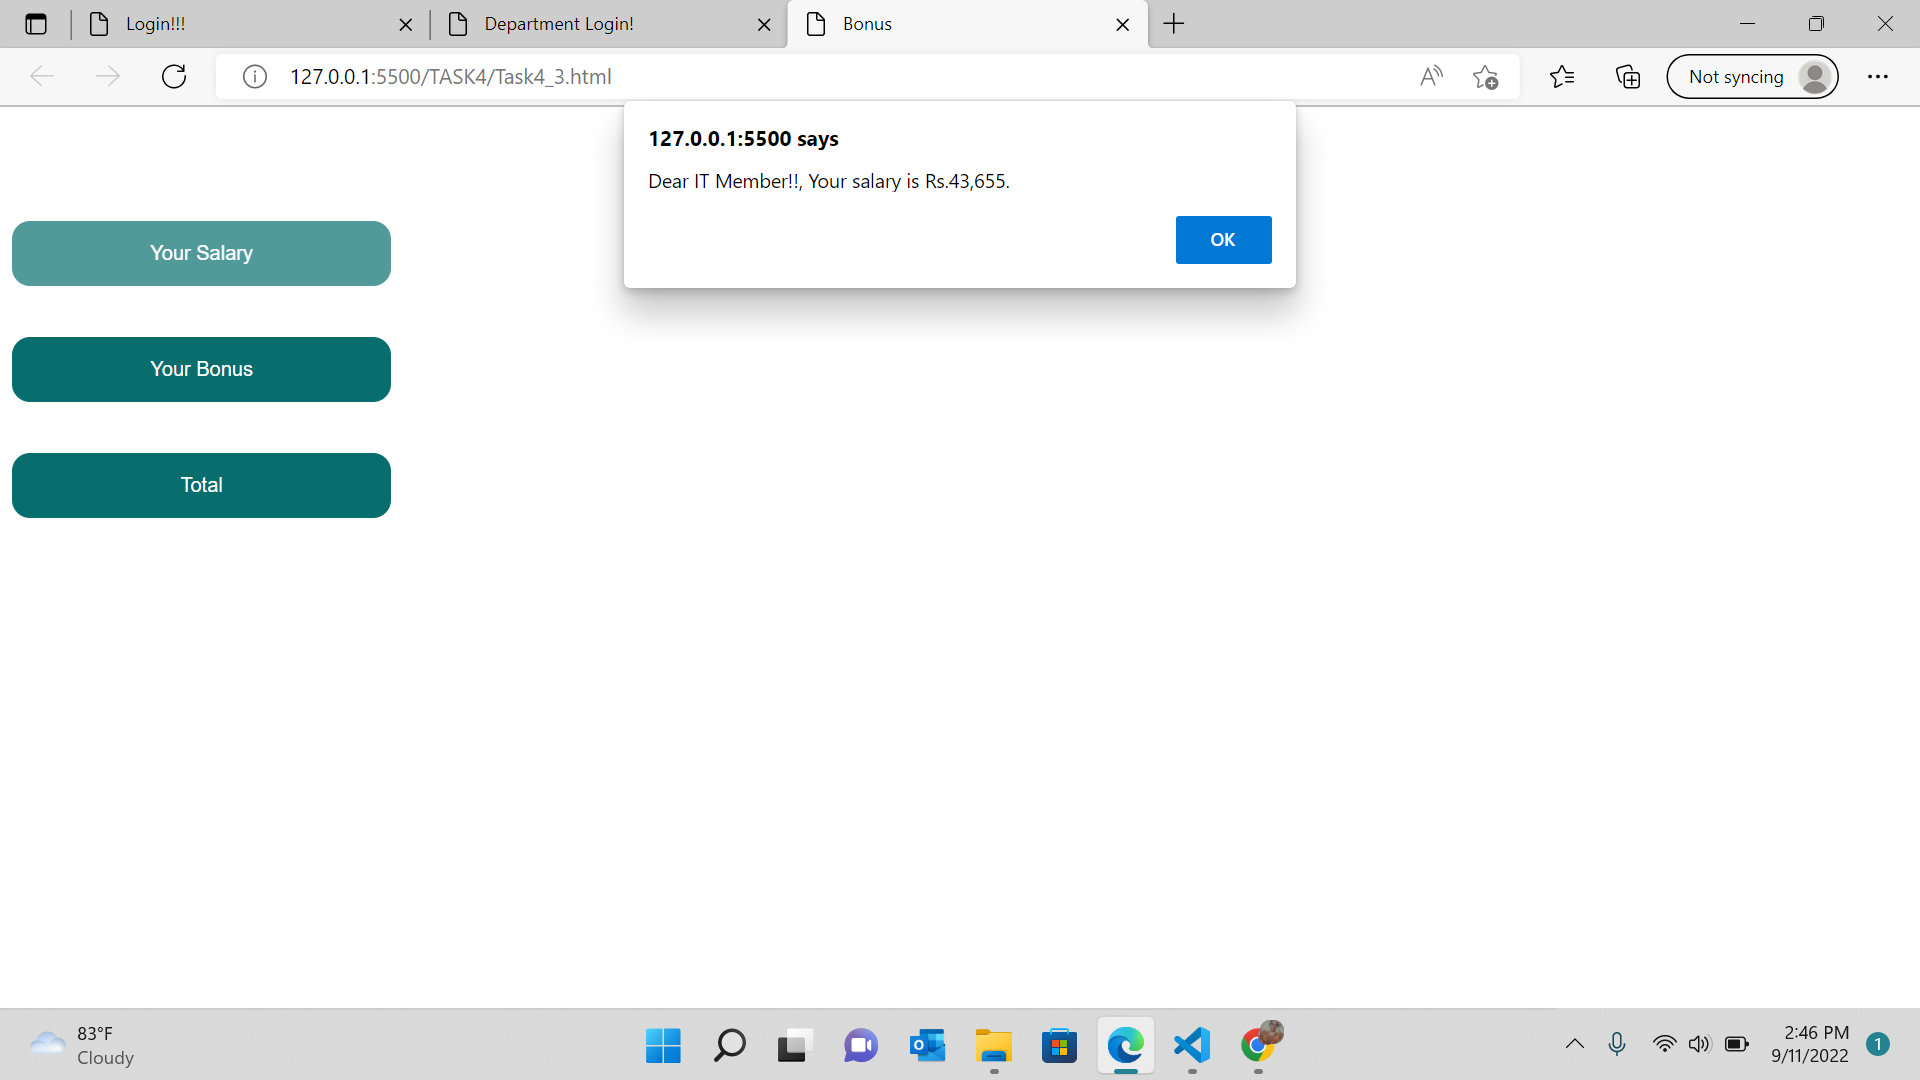 Login!!!
Department Login!
Bonus
127.0.0.1:5500/TASK4/Task4_3.html
Not syncing
127.0.0.1:5500 says
Dear IT Member!!, Your salary is Rs.43,655.
OK
Your Salary
Your Bonus
Total
83°F
Cloudy
2:46 PM
9/11/2022
1